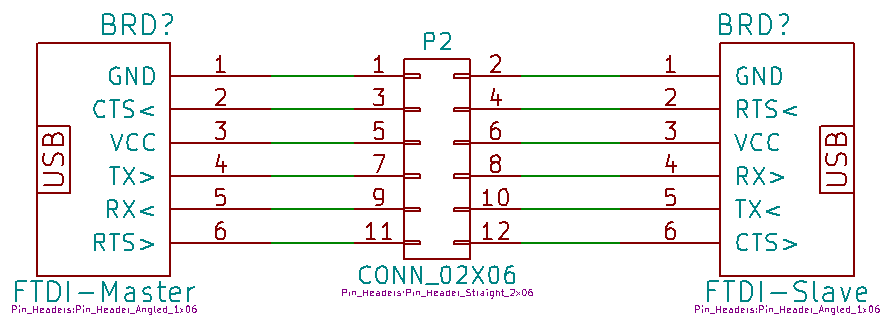 BRD?
P2
BRD?
1 1 2 1
GND GND
2 3 4 2
CTS< RTS<
3 5 6 3
VCC VCC
USB USB
4 7 8 4
TX> RX>
5 9 10 5
RX< TX<
6 11 12 6
RTS> CTS>
FTDI-Master
CONN_02X06
FTDI-Slave
Pin_Headers:Pin_Header_Angled_1x06
Pin_Headers:Pin_Header_Straight_2x06
Pin_Headers:Pin_Header_Angled_1x06